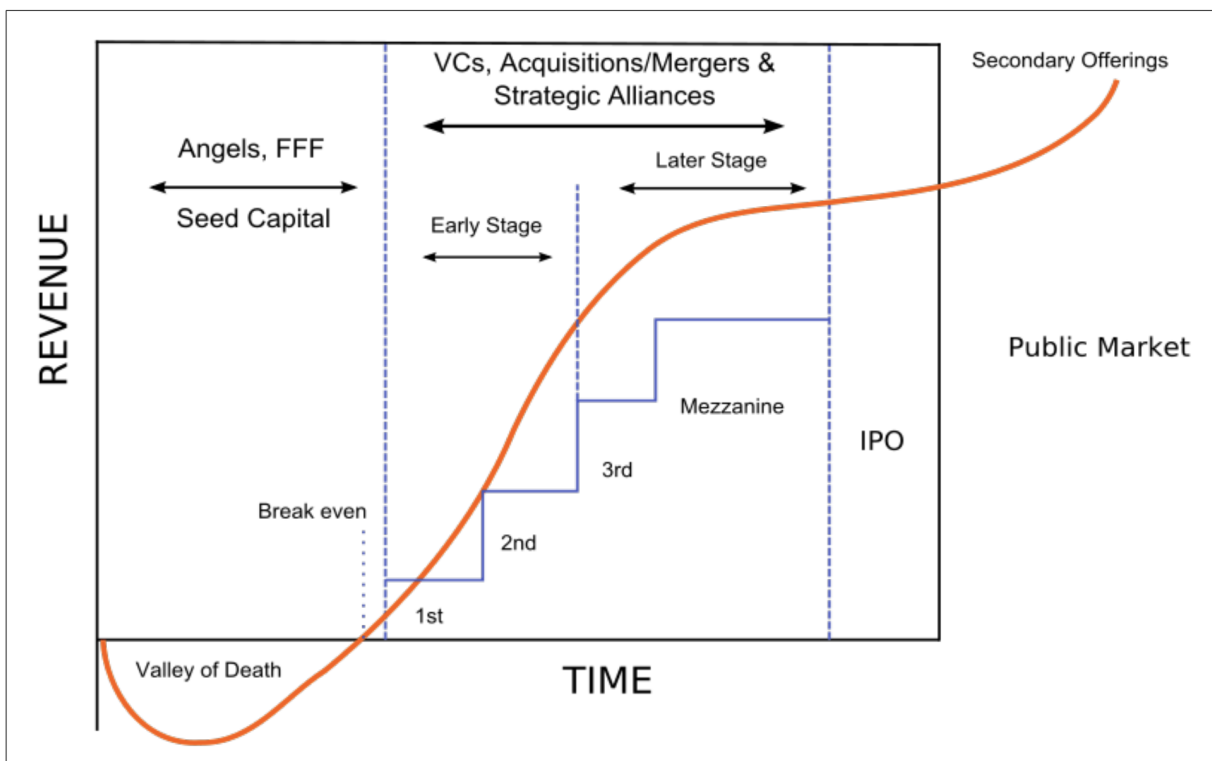 VCs, Acquisitions/Mergers &
Strategic Alliances
Secondary Offerings
Angels, FFF
Seed Capital
Later Stage
Early Stage
REVENUE
Public Market
Mezzanine
IPO
3rd
Break even
2nd
1st
Valley of Death
TIME